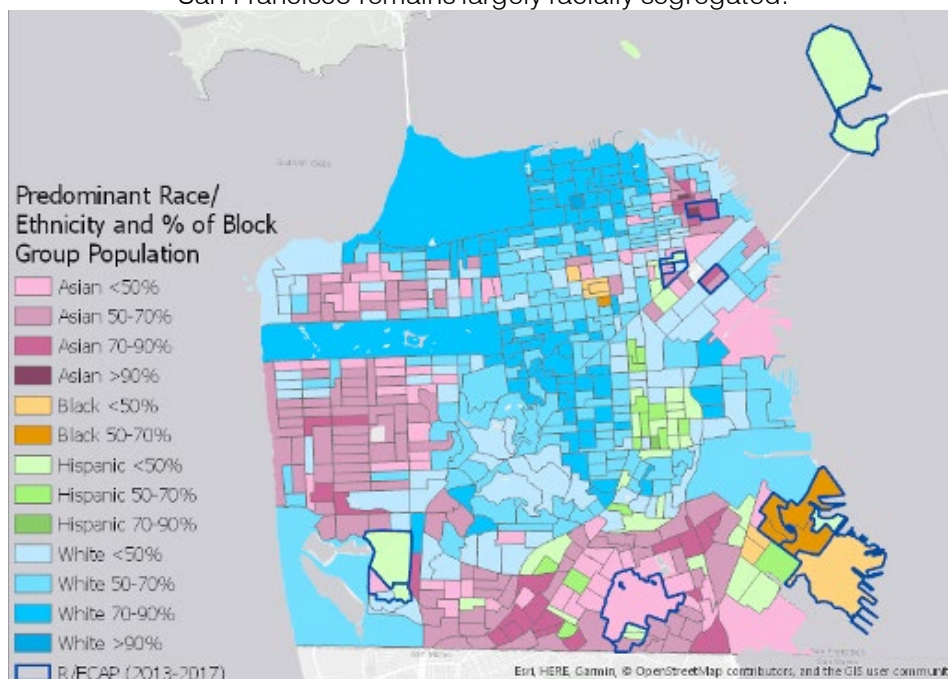 San Francisco remains largely racially segregated.
Predominant Race/
Ethnicity and % of Block
Group Population
Asian <50%
Asian 50-70%
Asian 70-90%
Asian >90%
Black <50%
Black 50-70%
Hispanic <50%
Hispanic 50-70%
Hispanic 70-90%
White <50%
White 50-70%
White 70-90%
White >90%
R/ECAP (2013-2017)
Esri, HERE, Garmin, © OpenStreetMap contributors, and the GIS user communit